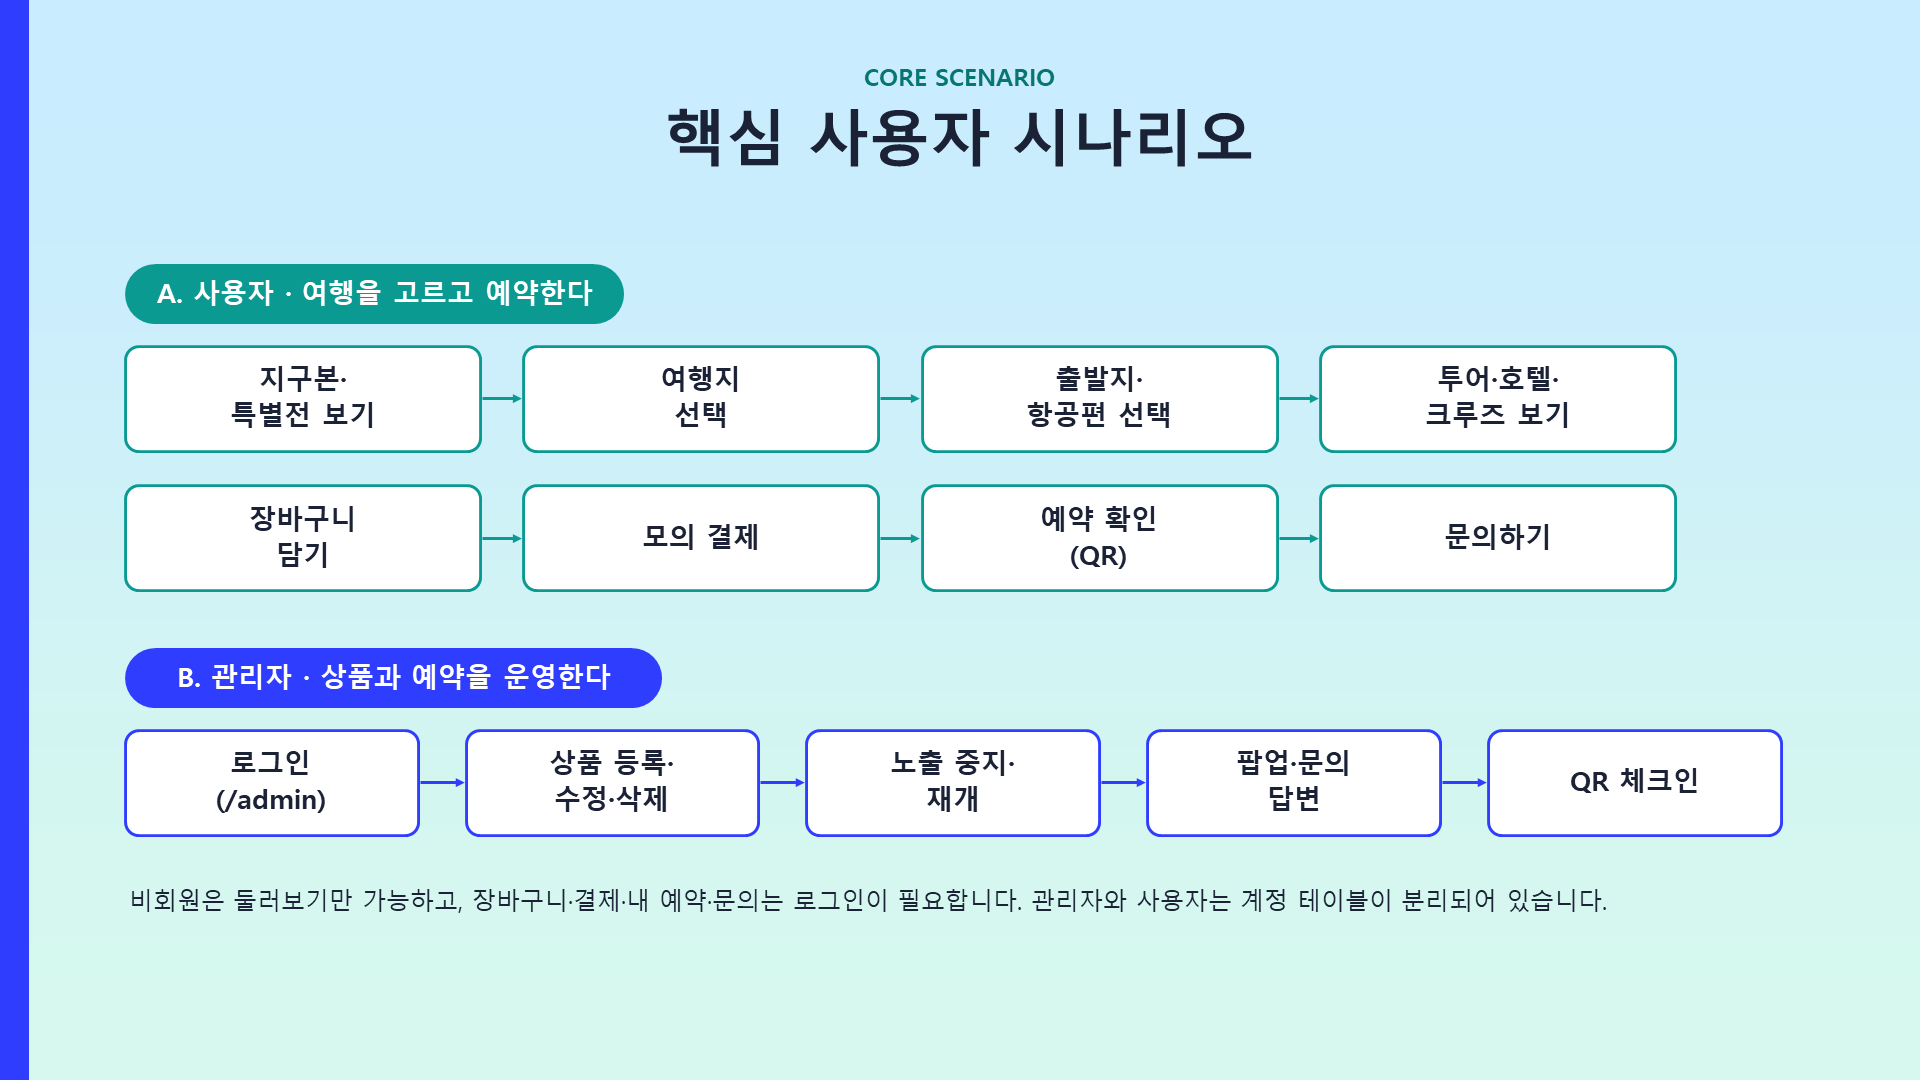 CORE SCENARIO
핵심 사용자 시나리오
A. 사용자 · 여행을 고르고 예약한다
지구본·
특별전 보기
여행지
선택
출발지·
항공편 선택
투어·호텔·
크루즈 보기
장바구니
담기
모의 결제
예약 확인
(QR)
문의하기
B. 관리자 · 상품과 예약을 운영한다
로그인
(/admin)
상품 등록·
수정·삭제
노출 중지·
재개
팝업·문의
답변
QR 체크인
비회원은 둘러보기만 가능하고, 장바구니·결제·내 예약·문의는 로그인이 필요합니다. 관리자와 사용자는 계정 테이블이 분리되어 있습니다.